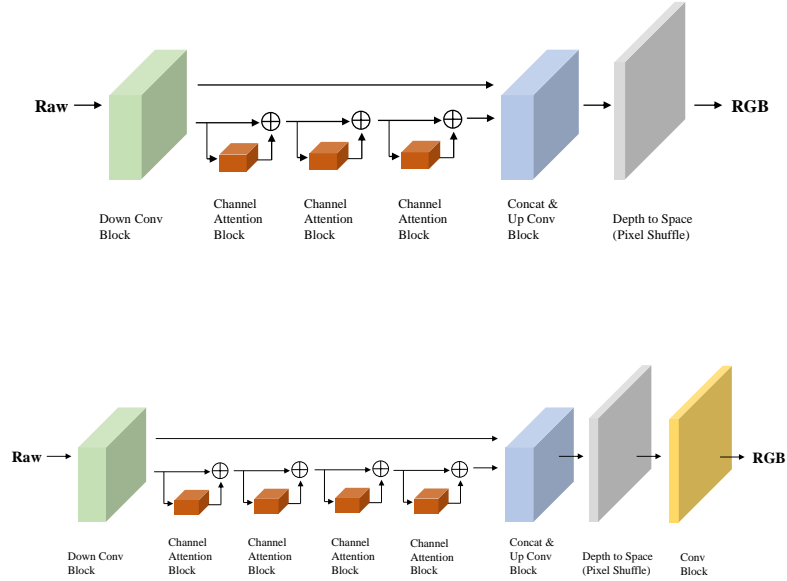 Raw
RGB
Down Conv
Block
Channel
Attention
Block
Channel
Attention
Block
Channel
Attention
Block
Concat &
Up Conv
Block
Depth to Space
(Pixel Shuffle)
Raw
RGB
Down Conv
Block
Channel
Attention
Block
Channel
Attention
Block
Channel
Attention
Block
Channel
Attention
Block
Concat &
Up Conv
Block
Depth to Space
(Pixel Shuffle)
Conv
Block